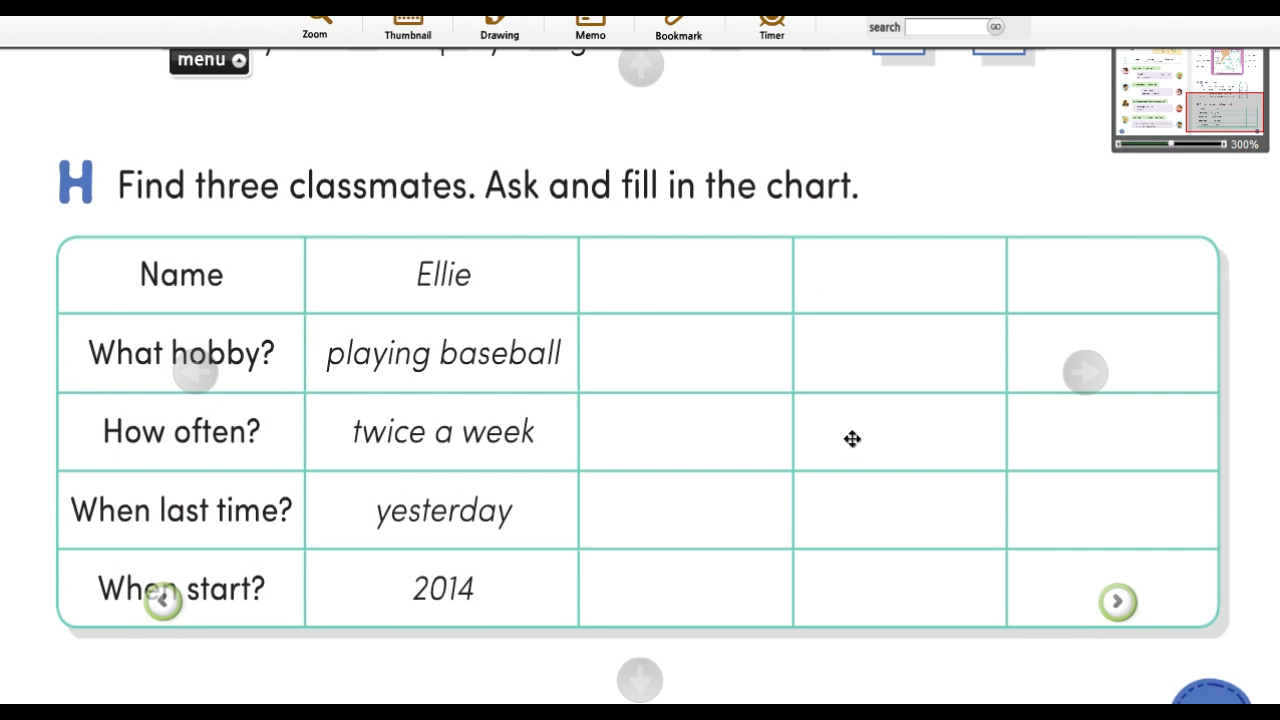 Zoom Thumbnail Drawing Memo Bookmark Timer search GO
menu
300%
H Find three classmates. Ask and fill in the chart.
Name Ellie
What hobby? playing baseball
How often? twice a week
When last time? yesterday
When start? 2014